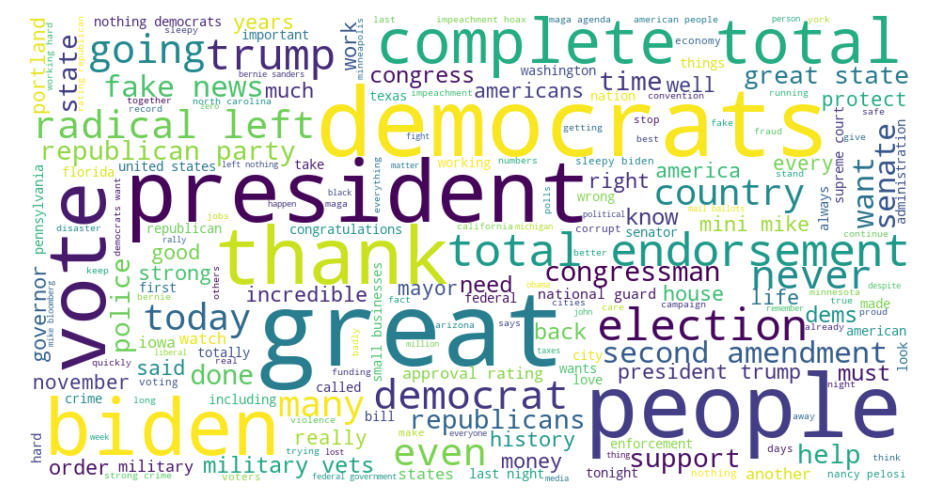 nothing democrats
years
last
impeachment hoax
maga agenda
american people
person
york
sleepy
important
going
trump
work
minneapolis
complete total
portland
working hard
state
rating republican
bernie sanders
economy
things
fake news
much
congress
washington
time
well
great state
together
north carolina
texas
impeachment
americans
nation
convention
running
protect
record
zero
radical left
fight
democrats
getting
stop
best
fake
fraud
give
safe
supreme court
administration
republican party
working
numbers
sleepy biden
america
every
stand
florida
united states
left nothing
take
everything
matter
right
wrong
country
always
want
senate
pennsylvania
vote
democrats want
president
black
happen
maga
polls
political
know
mini mike
jobs
mail ballots
disaster
republican
congratulations
california
michigan
senator
corrupt
continue
rally
good
thank
total endorsement
better
police
strong
others
congressman
never
keep
first
incredible
mayor
need
national guard
house
life
obama
minnesota
despite
governor
mike bloomberg
bernie
today
great
small businesses
fact
federal
cities
campaign
true
made
care
remember
proud
arizona
john
says
back
election
dems
already
american
iowa
watch
million
badly
liberal
totally
taxes
city
second amendment
look
quickly
said
real
funding
approval rating
wants
november
voting
done
called
democrat
love
president trump
must
night
crime
long
including
many
bill
republicans
away
biden
violence
make
everyone
people
hard
week
trying
lost
really
even
history
enforcement
thing
days
think
order
military
military vets
money
support
help
voters
states
last night
tonight
nothing
another
nancy pelosi
strong crime
federal government
media